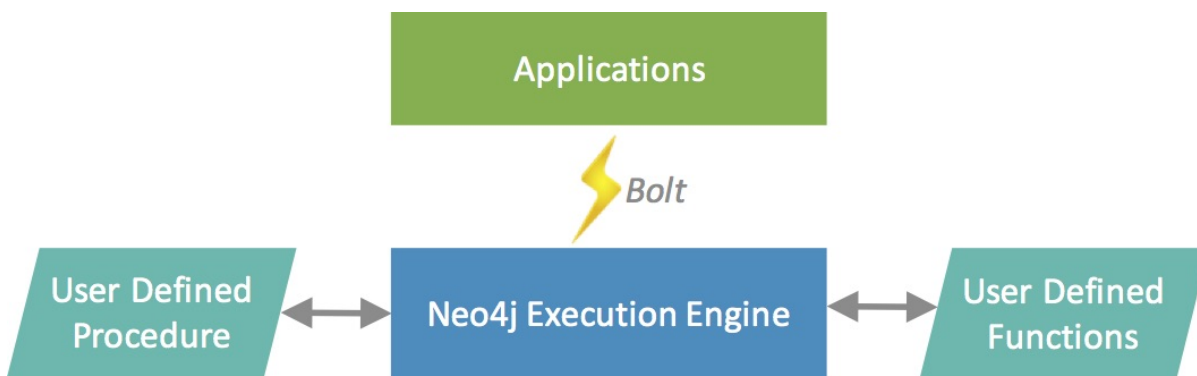 Applications
Bolt
User Defined
Procedure
Neo4j Execution Engine
User Defined
Functions